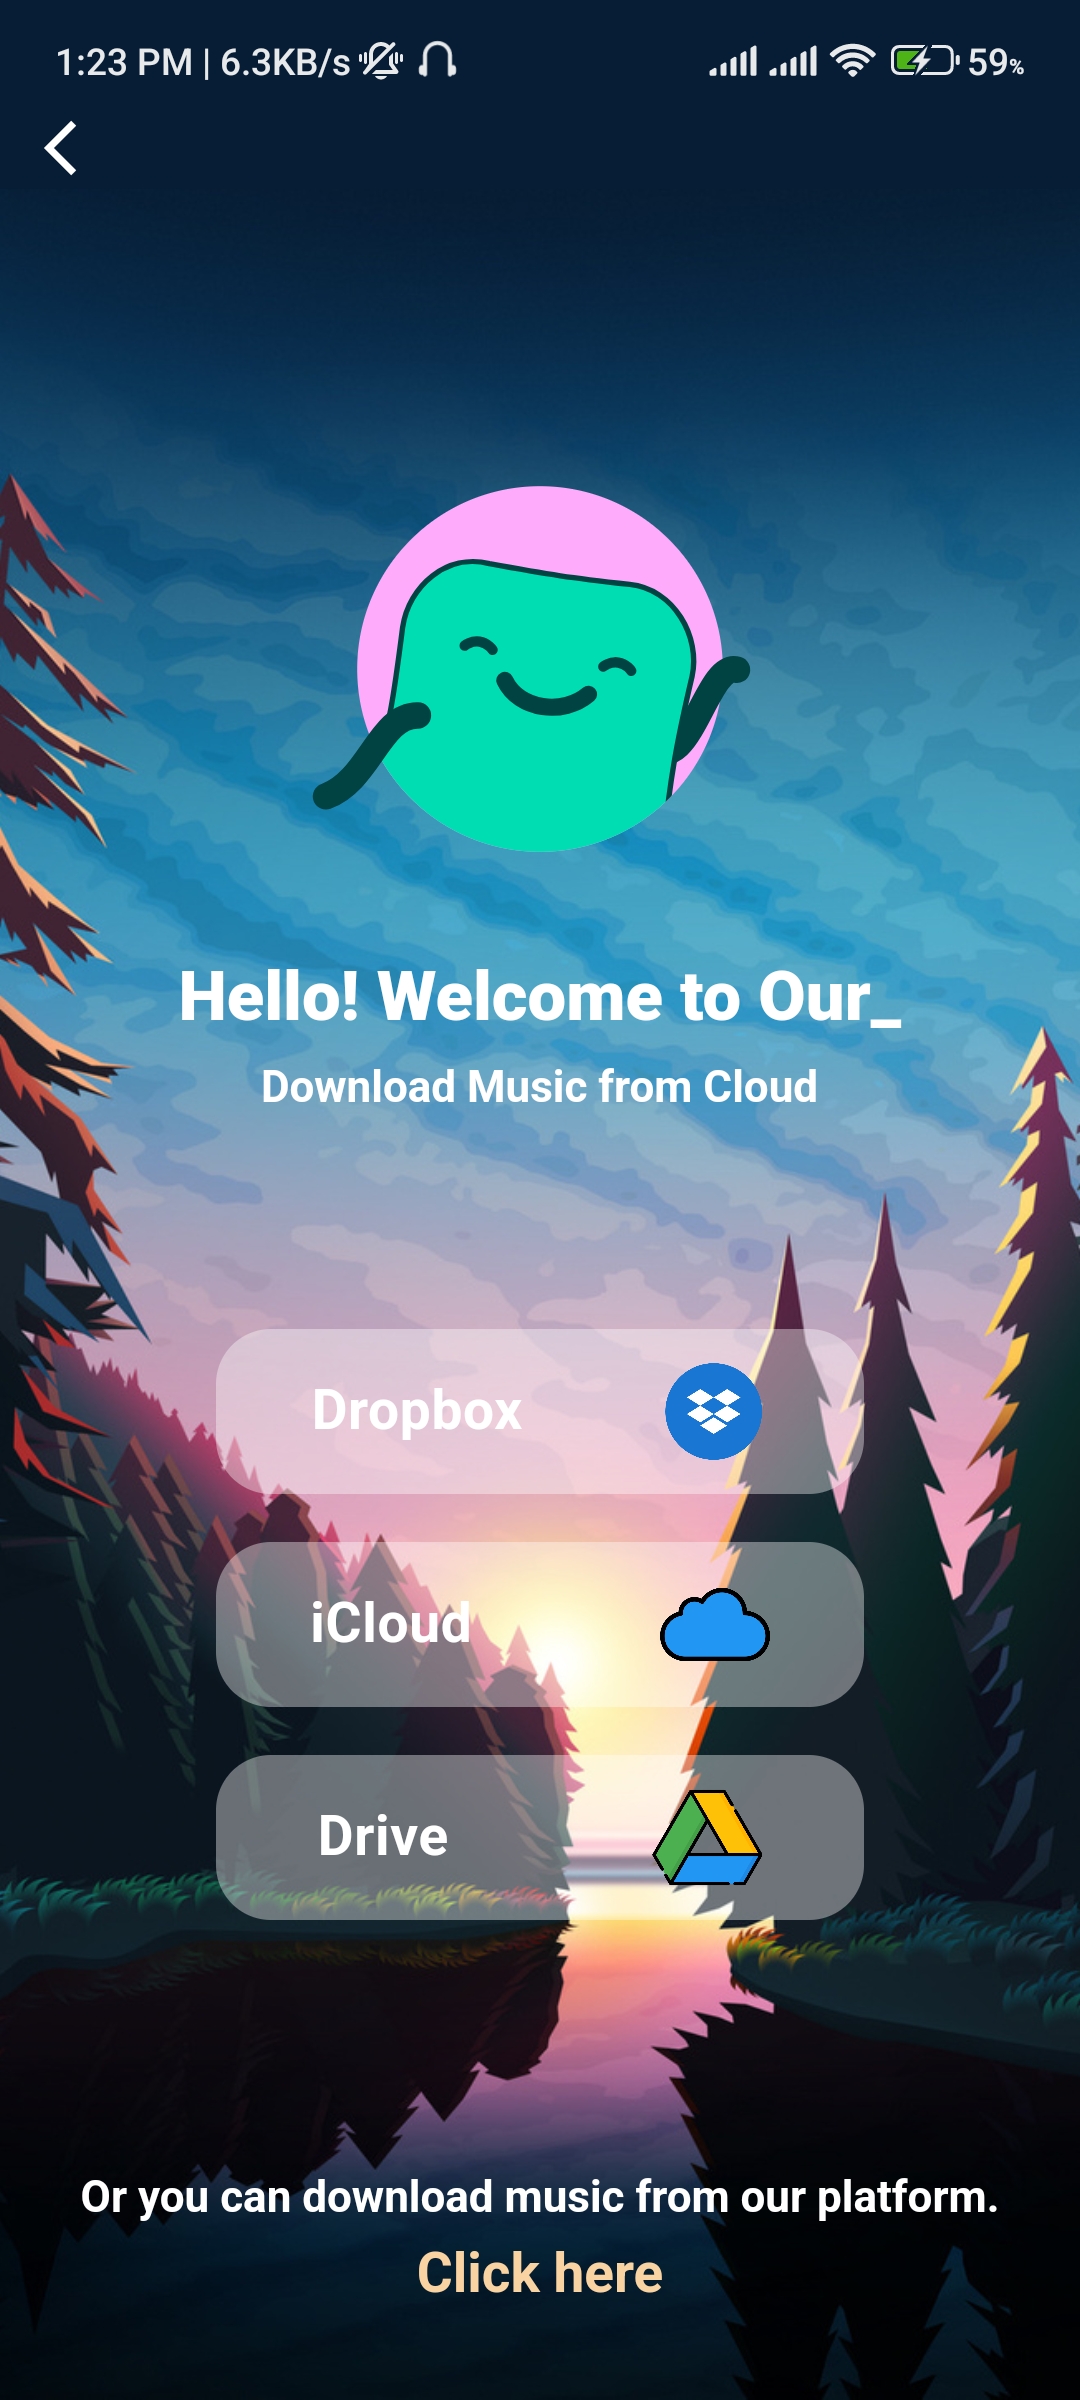 1:23 PM | 6.3KB/s 59%
Hello! Welcome to Our_
Download Music from Cloud
Dropbox
iCloud
Drive
Or you can download music from our platform.
Click here